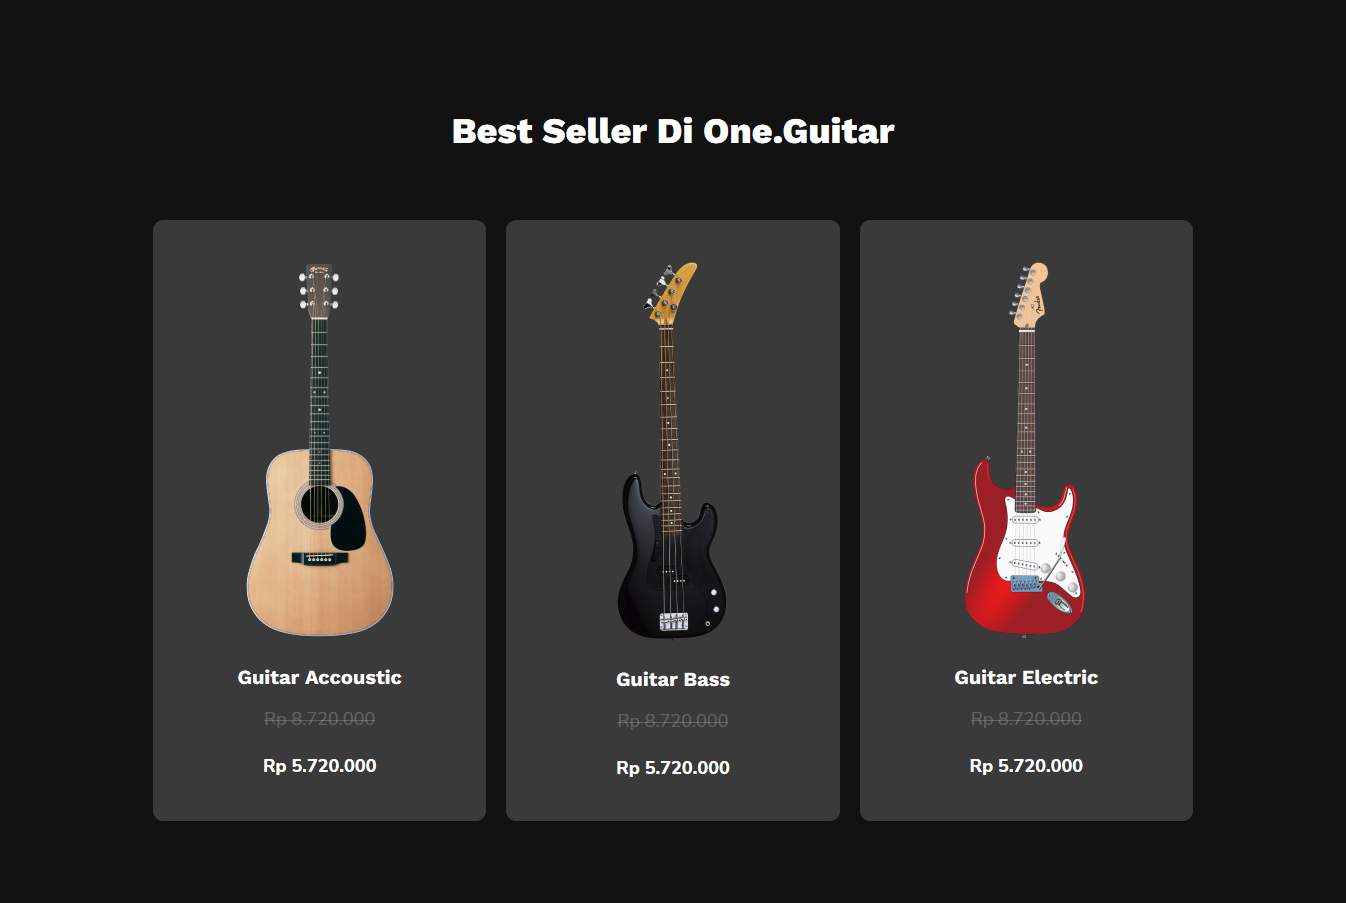 Best Seller Di One.Guitar
Guitar Accoustic
Rp 8.720.000
Rp 5.720.000
Guitar Bass
Rp 8.720.000
Rp 5.720.000
Guitar Electric
Rp 8.720.000
Rp 5.720.000